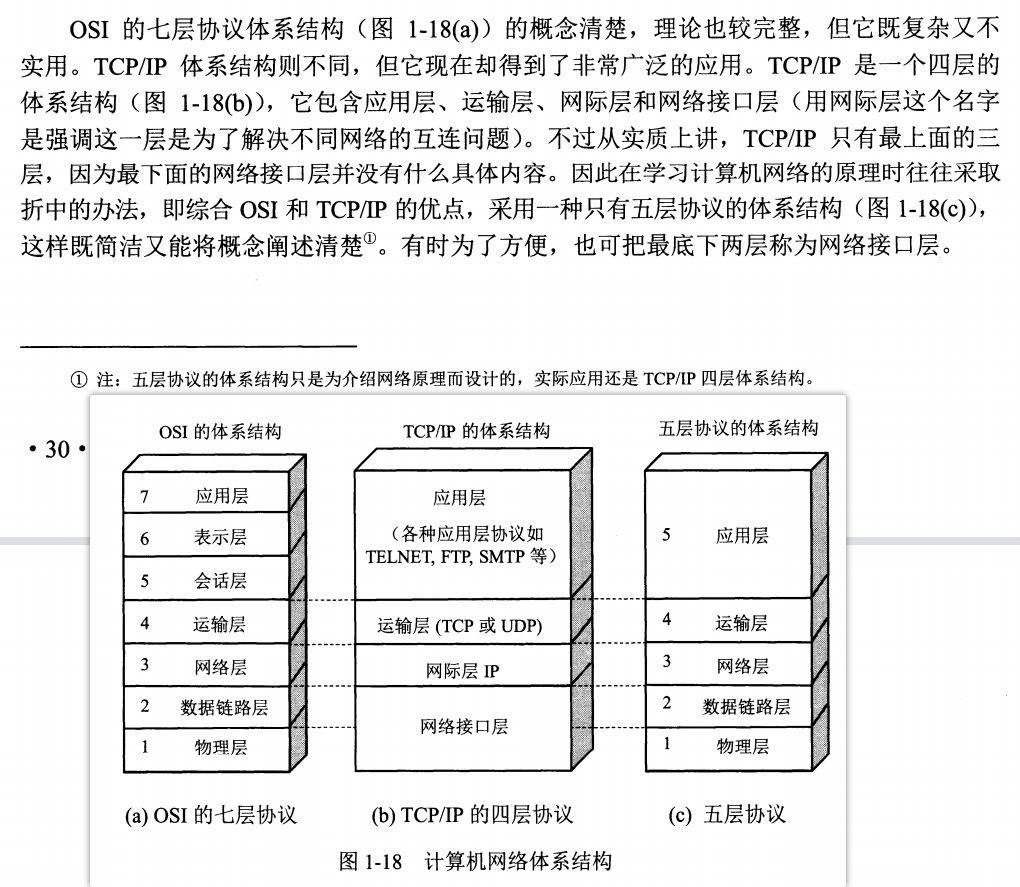 OSI 的七层协议体系结构（图 1-18(a)）的概念清楚，理论也较完整，但它既复杂又不
实用。TCP/IP 体系结构则不同，但它现在却得到了非常广泛的应用。TCP/IP 是一个四层的
体系结构（图 1-18(b)），它包含应用层、运输层、网际层和网络接口层（用网际层这个名字
是强调这一层是为了解决不同网络的互连问题）。不过从实质上讲，TCP/IP 只有最上面的三
层，因为最下面的网络接口层并没有什么具体内容。因此在学习计算机网络的原理时往往采取
折中的办法，即综合 OSI 和 TCP/IP 的优点，采用一种只有五层协议的体系结构（图 1-18(c)），
这样既简洁又能将概念阐述清楚①。有时为了方便，也可把最底下两层称为网络接口层。
① 注：五层协议的体系结构只是为介绍网络原理而设计的，实际应用还是 TCP/IP 四层体系结构。
·30·
OSI 的体系结构
7 应用层
6 表示层
5 会话层
4 运输层
3 网络层
2 数据链路层
1 物理层
(a) OSI 的七层协议
TCP/IP 的体系结构
应用层
（各种应用层协议如
TELNET, FTP, SMTP 等）
运输层 (TCP 或 UDP)
网际层 IP
网络接口层
(b) TCP/IP 的四层协议
五层协议的体系结构
5 应用层
4 运输层
3 网络层
2 数据链路层
1 物理层
(c) 五层协议
图 1-18 计算机网络体系结构